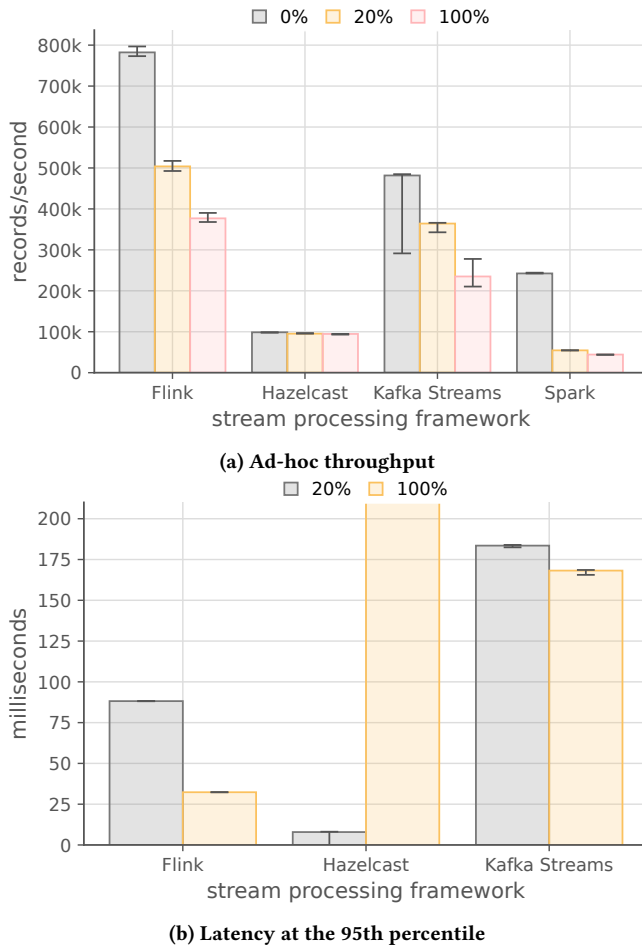 0% 20% 100%
800k
700k
600k
500k
400k
300k
200k
100k
0
records/second
Flink Hazelcast Kafka Streams Spark
stream processing framework
(a) Ad-hoc throughput
20% 100%
200
175
150
125
100
75
50
25
0
milliseconds
Flink Hazelcast Kafka Streams
stream processing framework
(b) Latency at the 95th percentile